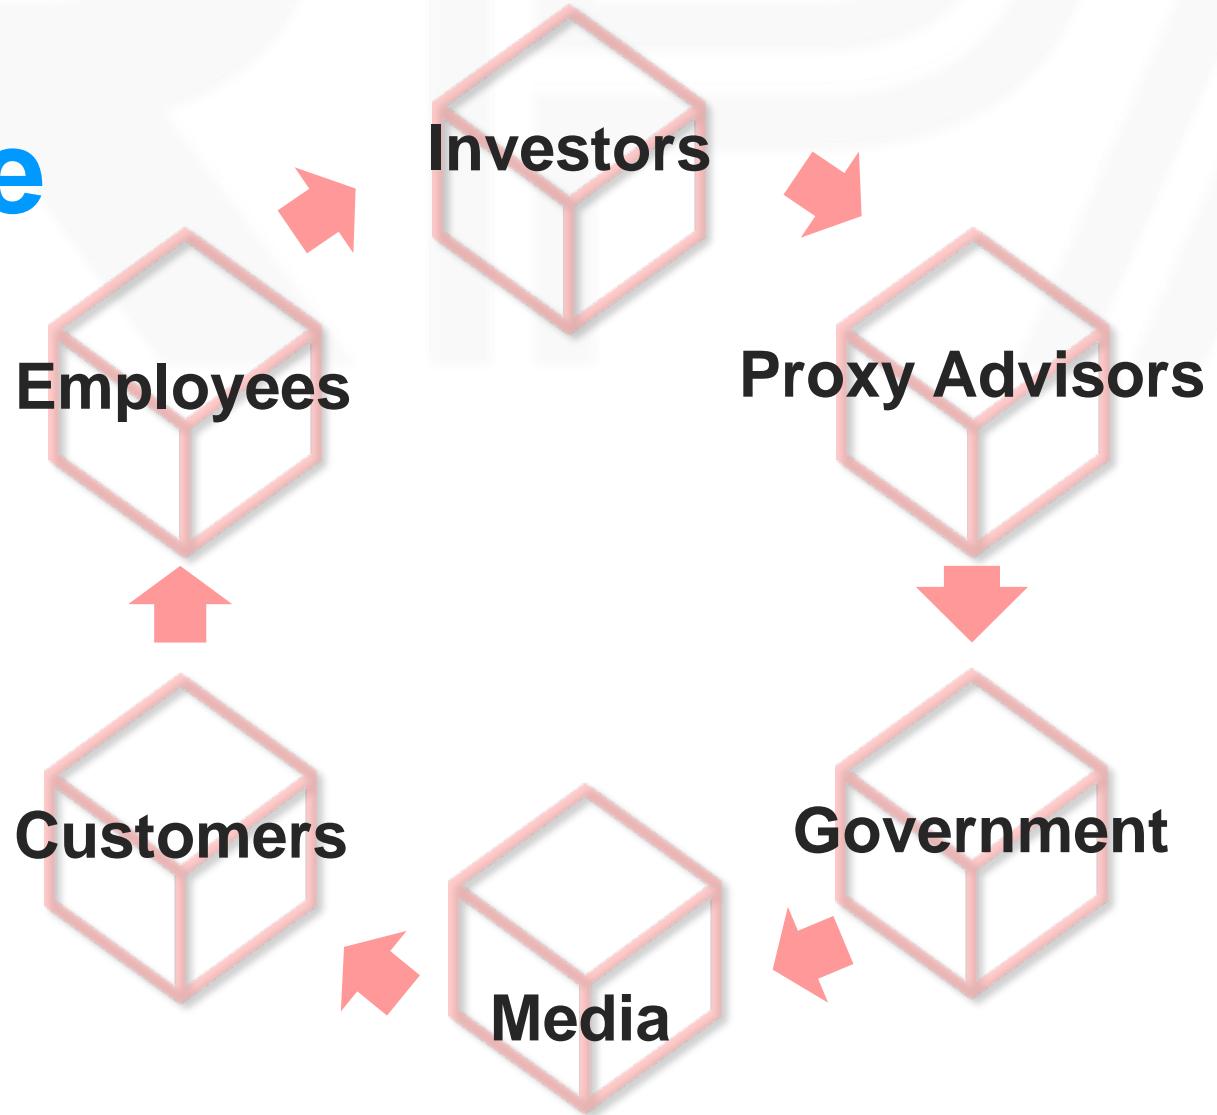 e
Investors
Proxy Advisors
Employees
Government
Customers
Media